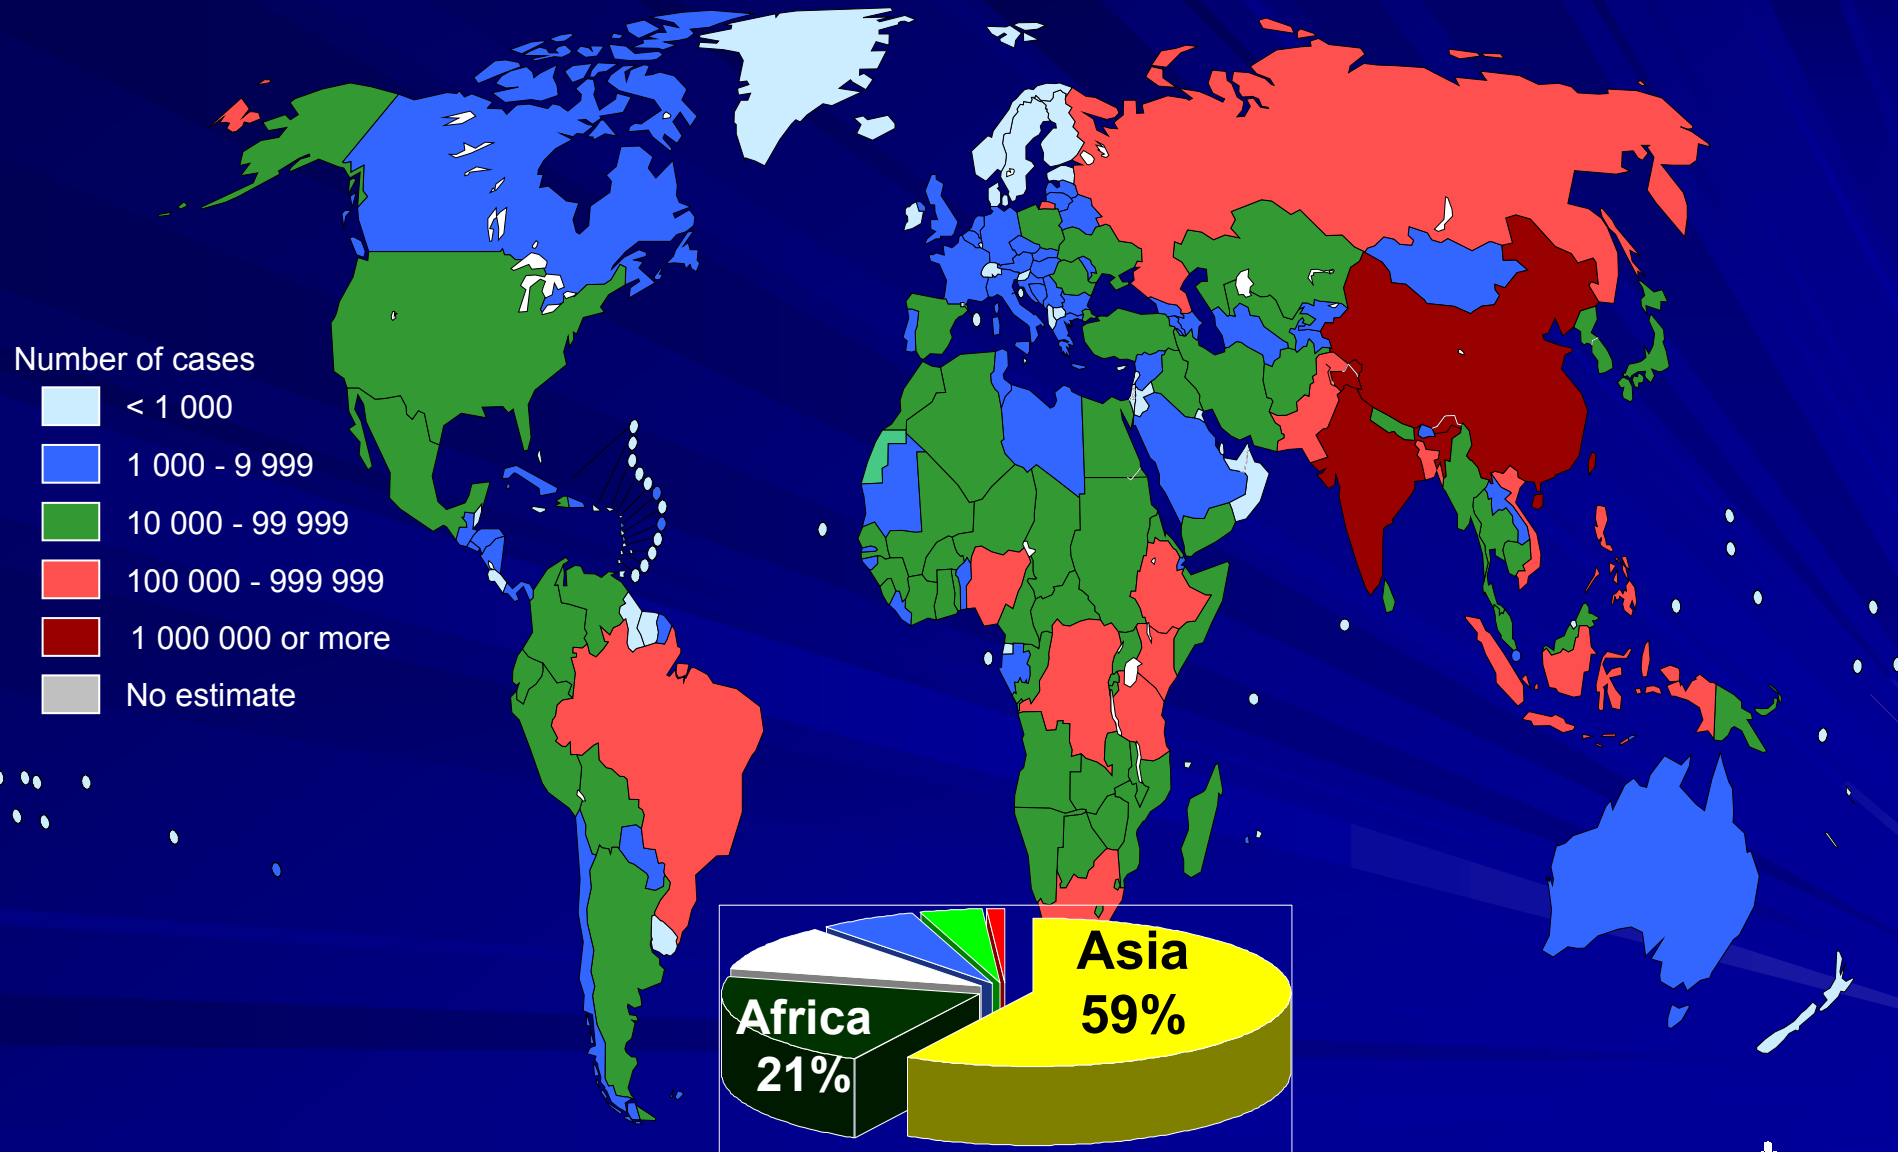 Number of cases
< 1 000
1 000 - 9 999
10 000 - 99 999
100 000 - 999 999
1 000 000 or more
No estimate
Asia
59%
Africa
21%